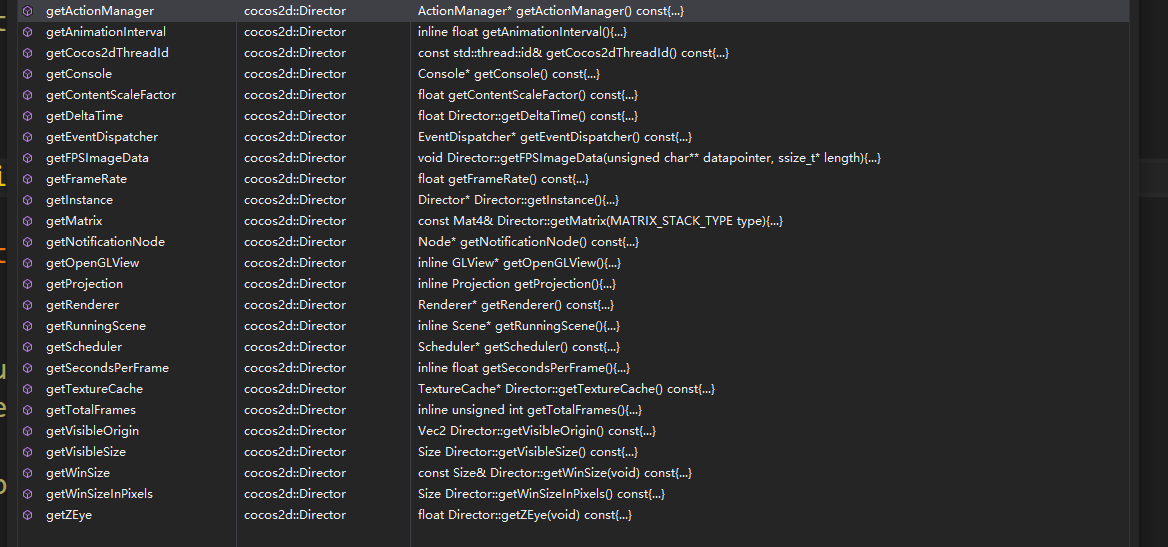 getActionManager cocos2d::Director ActionManager* getActionManager() const{...}
getAnimationInterval cocos2d::Director inline float getAnimationInterval(){...}
getCocos2dThreadId cocos2d::Director const std::thread::id& getCocos2dThreadId() const{...}
getConsole cocos2d::Director Console* getConsole() const{...}
getContentScaleFactor cocos2d::Director float getContentScaleFactor() const{...}
getDeltaTime cocos2d::Director float Director::getDeltaTime() const{...}
getEventDispatcher cocos2d::Director EventDispatcher* getEventDispatcher() const{...}
getFPSImageData cocos2d::Director void Director::getFPSImageData(unsigned char** datapointer, ssize_t* length){...}
getFrameRate cocos2d::Director float getFrameRate() const{...}
getInstance cocos2d::Director Director* Director::getInstance(){...}
getMatrix cocos2d::Director const Mat4& Director::getMatrix(MATRIX_STACK_TYPE type){...}
getNotificationNode cocos2d::Director Node* getNotificationNode() const{...}
getOpenGLView cocos2d::Director inline GLView* getOpenGLView(){...}
getProjection cocos2d::Director inline Projection getProjection(){...}
getRenderer cocos2d::Director Renderer* getRenderer() const{...}
getRunningScene cocos2d::Director inline Scene* getRunningScene(){...}
getScheduler cocos2d::Director Scheduler* getScheduler() const{...}
getSecondsPerFrame cocos2d::Director inline float getSecondsPerFrame(){...}
getTextureCache cocos2d::Director TextureCache* Director::getTextureCache() const{...}
getTotalFrames cocos2d::Director inline unsigned int getTotalFrames(){...}
getVisibleOrigin cocos2d::Director Vec2 Director::getVisibleOrigin() const{...}
getVisibleSize cocos2d::Director Size Director::getVisibleSize() const{...}
getWinSize cocos2d::Director const Size& Director::getWinSize(void) const{...}
getWinSizeInPixels cocos2d::Director Size Director::getWinSizeInPixels() const{...}
getZEye cocos2d::Director float Director::getZEye(void) const{...}